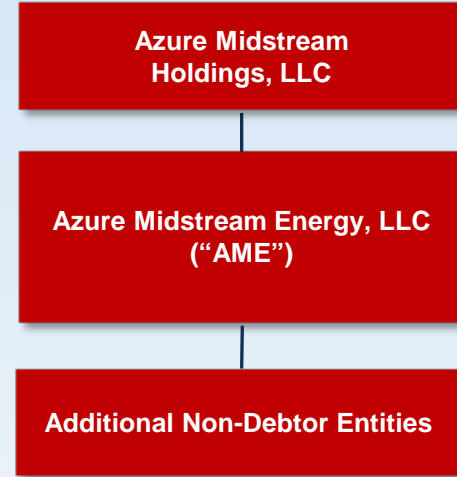 Azure Midstream
Holdings, LLC
Azure Midstream Energy, LLC
(“AME”)
Additional Non-Debtor Entities